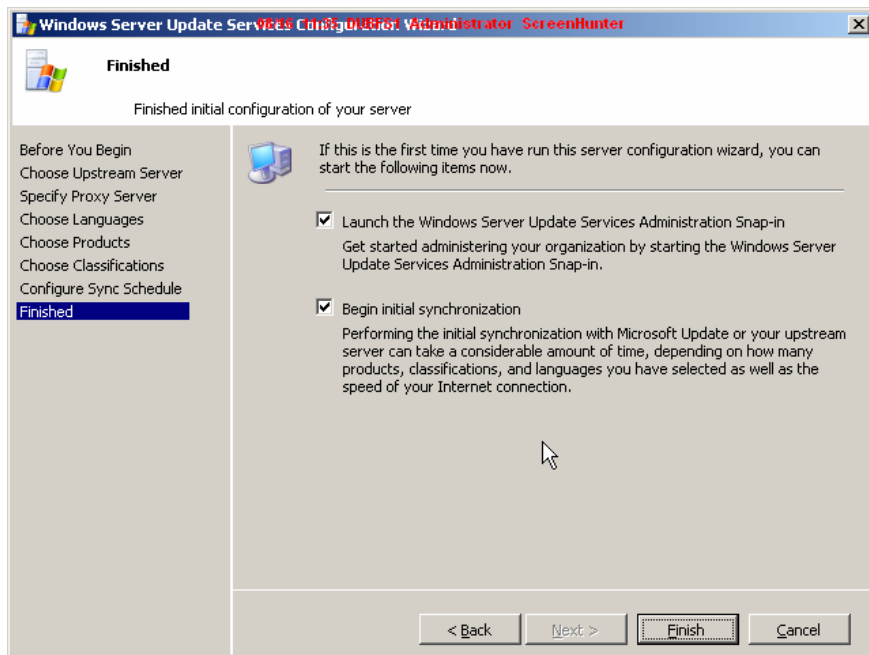 Windows Server Update Services Configuration Wizard
Administrator ScreenHunter
Finished
Finished initial configuration of your server
Before You Begin
Choose Upstream Server
Specify Proxy Server
Choose Languages
Choose Products
Choose Classifications
Configure Sync Schedule
Finished
If this is the first time you have run this server configuration wizard, you can
start the following items now.
Launch the Windows Server Update Services Administration Snap-in
Get started administering your organization by starting the Windows Server
Update Services Administration Snap-in.
Begin initial synchronization
Performing the initial synchronization with Microsoft Update or your upstream
server can take a considerable amount of time, depending on how many
products, classifications, and languages you have selected as well as the
speed of your Internet connection.
< Back
Next >
Finish
Cancel